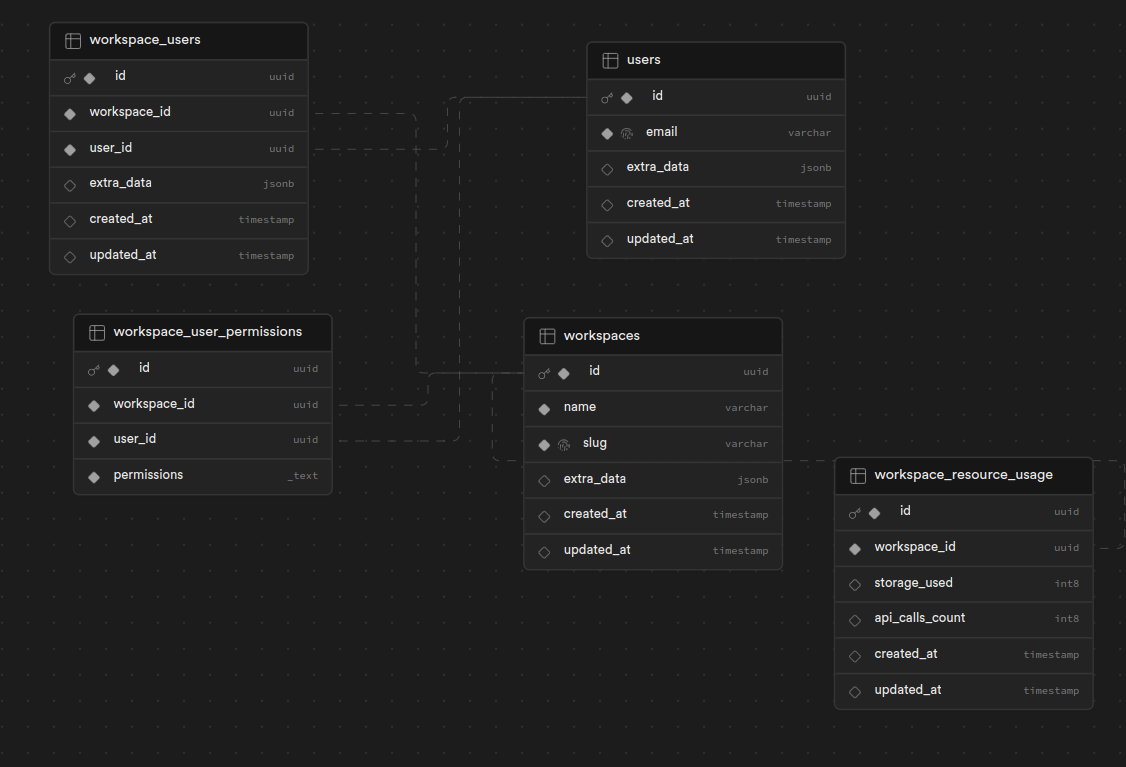 workspace_users
id uuid
workspace_id uuid
user_id uuid
extra_data jsonb
created_at timestamp
updated_at timestamp
users
id uuid
email varchar
extra_data jsonb
created_at timestamp
updated_at timestamp
workspace_user_permissions
id uuid
workspace_id uuid
user_id uuid
permissions _text
workspaces
id uuid
name varchar
slug varchar
extra_data jsonb
created_at timestamp
updated_at timestamp
workspace_resource_usage
id uuid
workspace_id uuid
storage_used int8
api_calls_count int8
created_at timestamp
updated_at timestamp